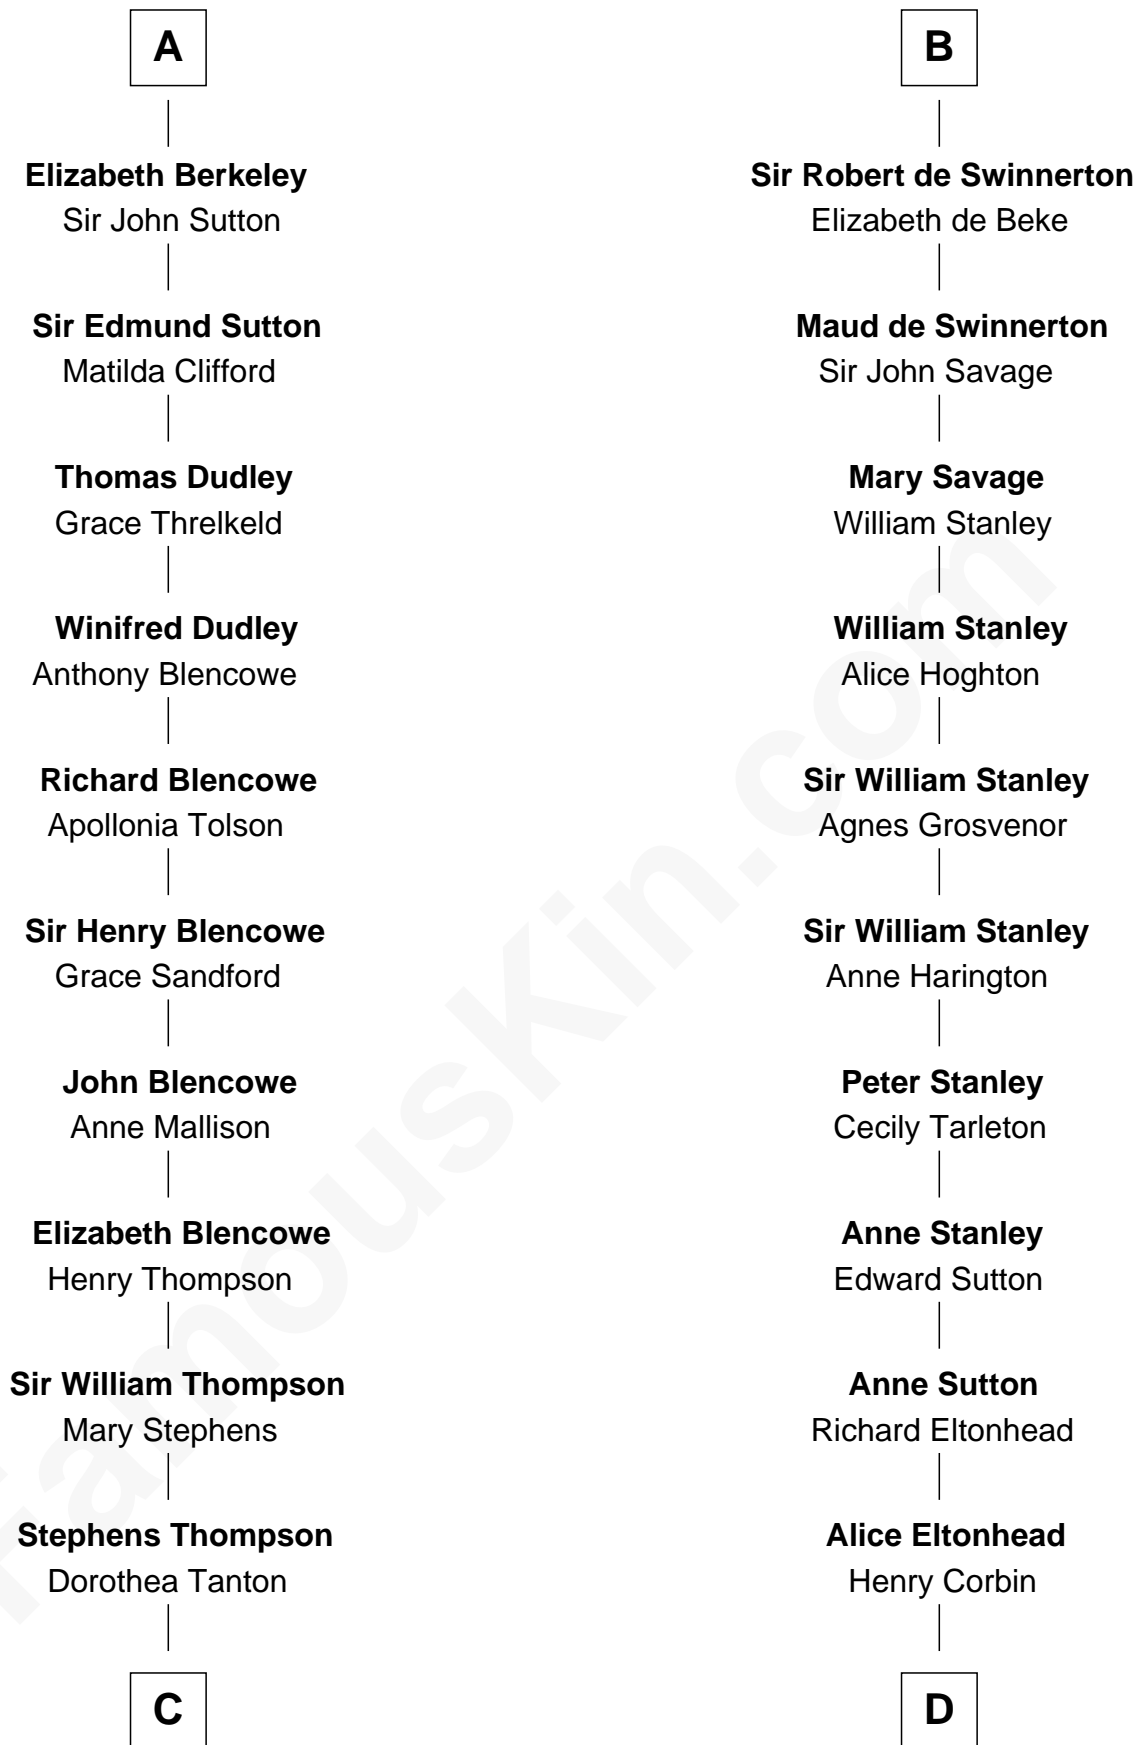 A
Elizabeth Berkeley
Sir John Sutton
Sir Edmund Sutton
Matilda Clifford
Thomas Dudley
Grace Threlkeld
Winifred Dudley
Anthony Blencowe
Richard Blencowe
Apollonia Tolson
Sir Henry Blencowe
Grace Sandford
John Blencowe
Anne Mallison
Elizabeth Blencowe
Henry Thompson
Sir William Thompson
Mary Stephens
Stephens Thompson
Dorothea Tanton
C
B
Sir Robert de Swinnerton
Elizabeth de Beke
Maud de Swinnerton
Sir John Savage
Mary Savage
William Stanley
William Stanley
Alice Hoghton
Sir William Stanley
Agnes Grosvenor
Sir William Stanley
Anne Harington
Peter Stanley
Cecily Tarleton
Anne Stanley
Edward Sutton
Anne Sutton
Richard Eltonhead
Alice Eltonhead
Henry Corbin
D
FamousKin.com